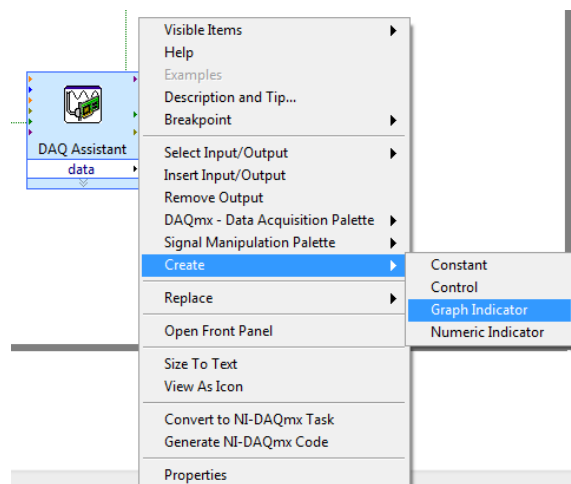 Visible Items
Help
Examples
Description and Tip...
Breakpoint
DAQ Assistant
data
Select Input/Output
Insert Input/Output
Remove Output
DAQmx - Data Acquisition Palette
Signal Manipulation Palette
Create
Replace
Open Front Panel
Size To Text
View As Icon
Convert to NI-DAQmx Task
Generate NI-DAQmx Code
Properties
Constant
Control
Graph Indicator
Numeric Indicator